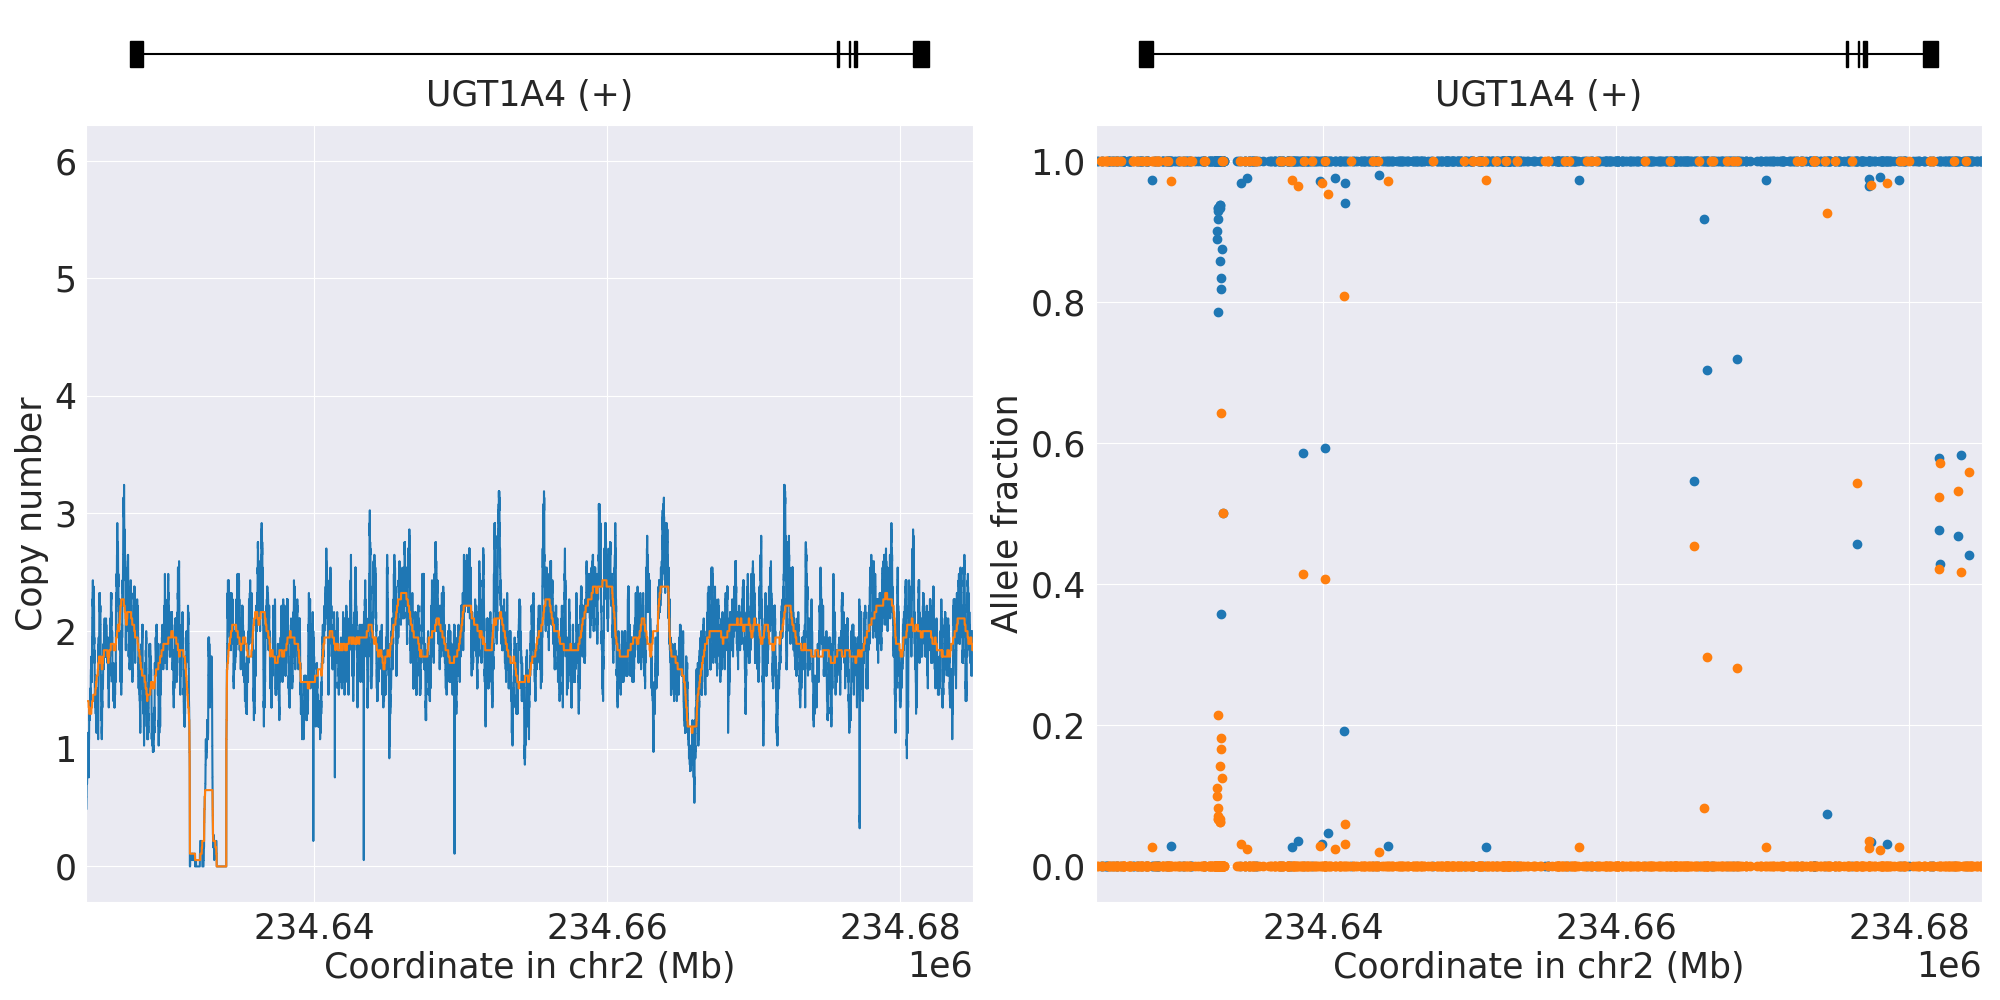 UGT1A4 (+)
Copy number
6
5
4
3
2
1
0
234.64
234.66
234.68
Coordinate in chr2 (Mb)
1e6
UGT1A4 (+)
Allele fraction
1.0
0.8
0.6
0.4
0.2
0.0
234.64
234.66
234.68
Coordinate in chr2 (Mb)
1e6